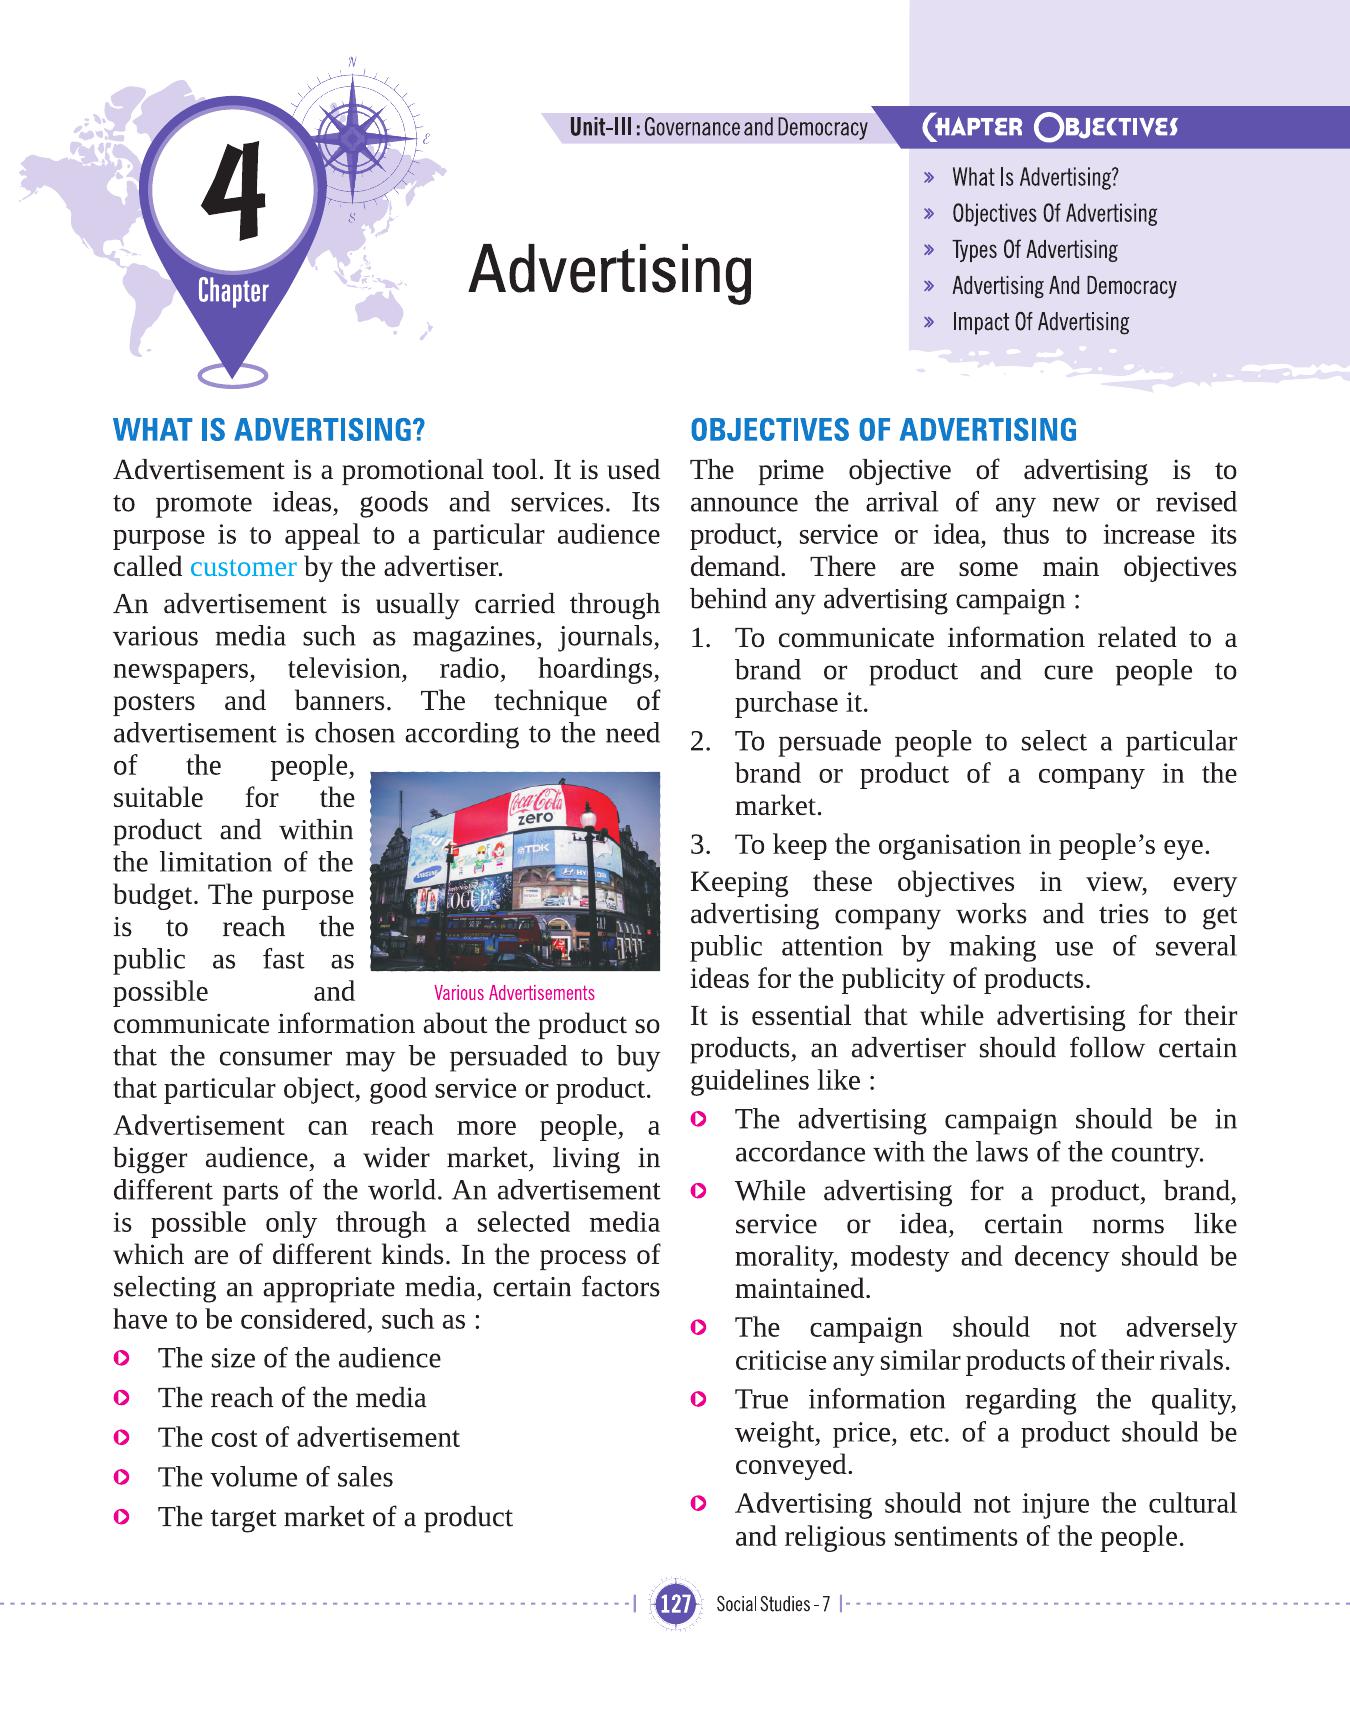 N
E
S
4
Chapter
Unit-III : Governance and Democracy
CHAPTER OBJECTIVES
» What Is Advertising?
» Objectives Of Advertising
» Types Of Advertising
» Advertising And Democracy
» Impact Of Advertising
Advertising
WHAT IS ADVERTISING?
Advertisement is a promotional tool. It is used
to promote ideas, goods and services. Its
purpose is to appeal to a particular audience
called customer by the advertiser.
An advertisement is usually carried through
various media such as magazines, journals,
newspapers, television, radio, hoardings,
posters and banners. The technique of
advertisement is chosen according to the need
of the people,
suitable for the
product and within
the limitation of the
budget. The purpose
is to reach the
public as fast as
possible and
Coca-Cola
zero
TDK
SAMSUNG
Various Advertisements
communicate information about the product so
that the consumer may be persuaded to buy
that particular object, good service or product.
Advertisement can reach more people, a
bigger audience, a wider market, living in
different parts of the world. An advertisement
is possible only through a selected media
which are of different kinds. In the process of
selecting an appropriate media, certain factors
have to be considered, such as :
The size of the audience
The reach of the media
The cost of advertisement
The volume of sales
The target market of a product
OBJECTIVES OF ADVERTISING
The prime objective of advertising is to
announce the arrival of any new or revised
product, service or idea, thus to increase its
demand. There are some main objectives
behind any advertising campaign :
1. To communicate information related to a
brand or product and cure people to
purchase it.
2. To persuade people to select a particular
brand or product of a company in the
market.
3. To keep the organisation in people's eye.
Keeping these objectives in view, every
advertising company works and tries to get
public attention by making use of several
ideas for the publicity of products.
It is essential that while advertising for their
products, an advertiser should follow certain
guidelines like :
The advertising campaign should be in
accordance with the laws of the country.
While advertising for a product, brand,
service or idea, certain norms like
morality, modesty and decency should be
maintained.
The campaign should not adversely
criticise any similar products of their rivals.
True information regarding the quality,
weight, price, etc. of a product should be
conveyed.
Advertising should not injure the cultural
and religious sentiments of the people.
127 Social Studies - 7